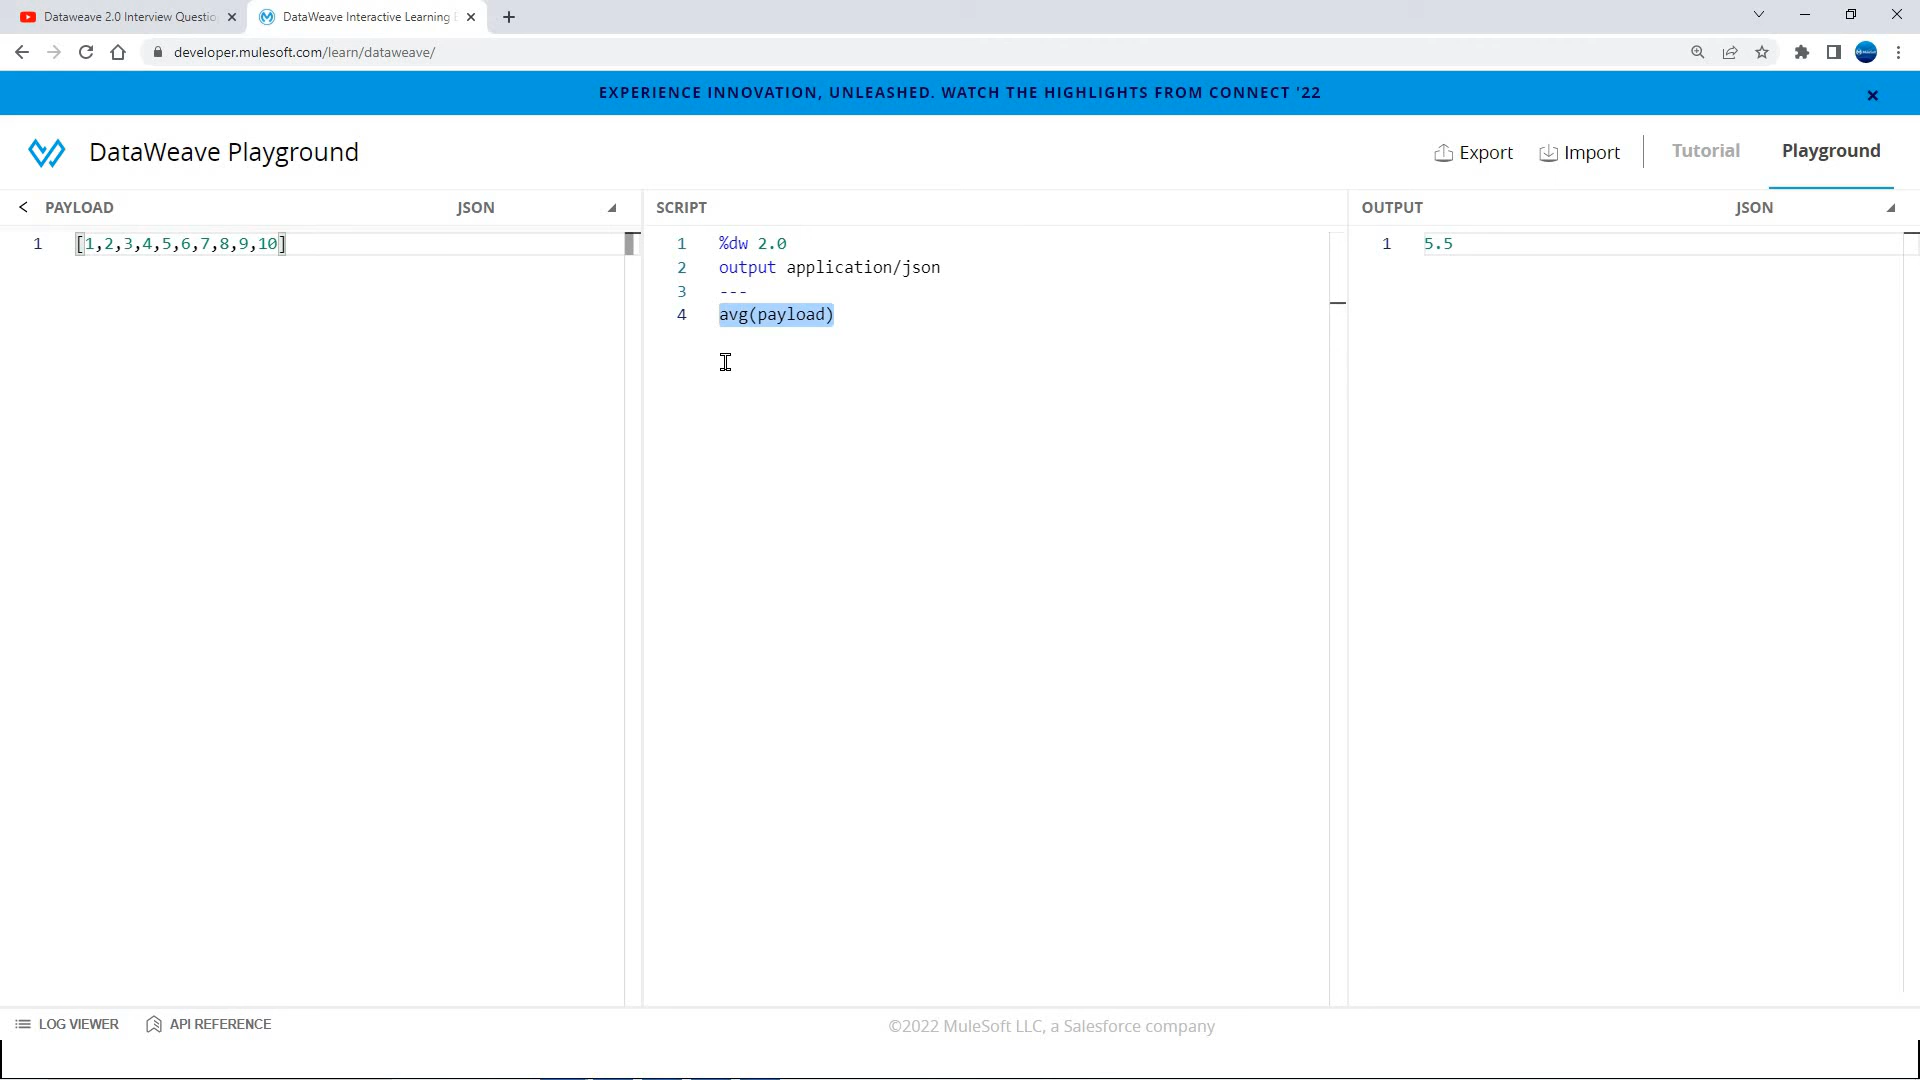 Dataweave 2.0 Interview Questio
DataWeave Interactive Learning
developer.mulesoft.com/learn/dataweave/
EXPERIENCE INNOVATION, UNLEASHED. WATCH THE HIGHLIGHTS FROM CONNECT '22
DataWeave Playground
Export
Import
Tutorial
Playground
PAYLOAD
JSON
1 [1,2,3,4,5,6,7,8,9,10]
SCRIPT
1 %dw 2.0
2 output application/json
3 ---
4 avg(payload)
OUTPUT
JSON
1 5.5
LOG VIEWER
API REFERENCE
©2022 MuleSoft LLC, a Salesforce company